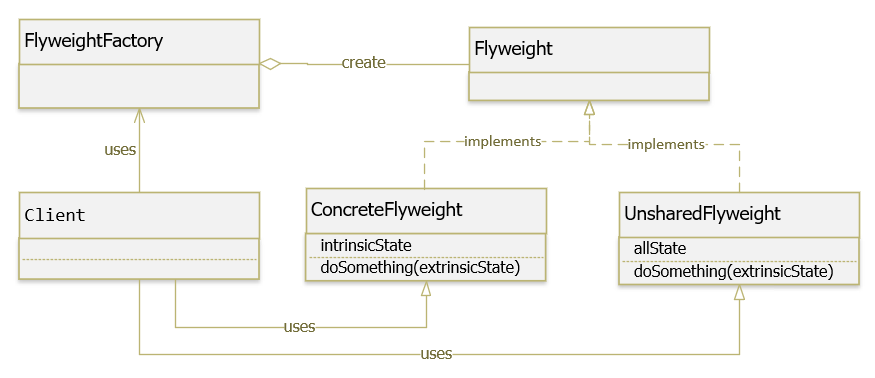 FlyweightFactory
create
Flyweight
uses
implements
implements
Client
ConcreteFlyweight
intrinsicState
doSomething(extrinsicState)
UnsharedFlyweight
allState
doSomething(extrinsicState)
uses
uses